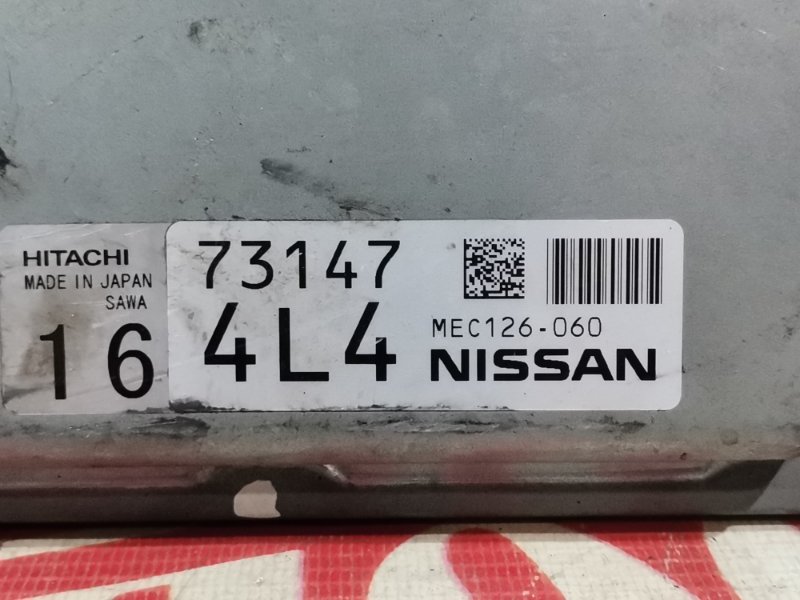 HITACHI
MADE IN JAPAN
SAWA
16
73147
4L4
MEC126-060
NISSAN